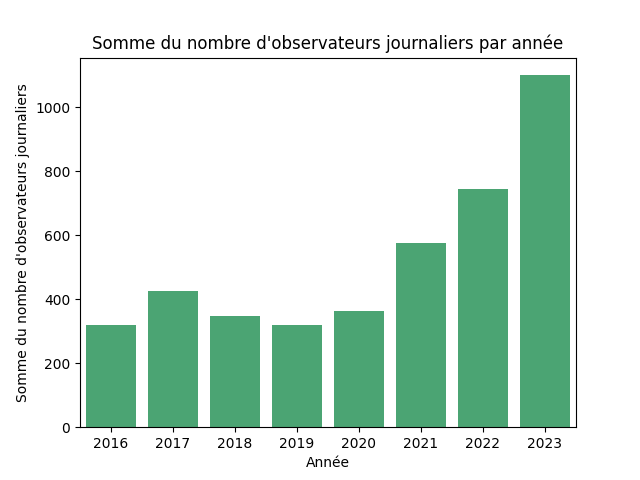 Somme du nombre d'observateurs journaliers par année
Somme du nombre d'observateurs journaliers
1000
800
600
400
200
0
2016 2017 2018 2019 2020 2021 2022 2023
Année